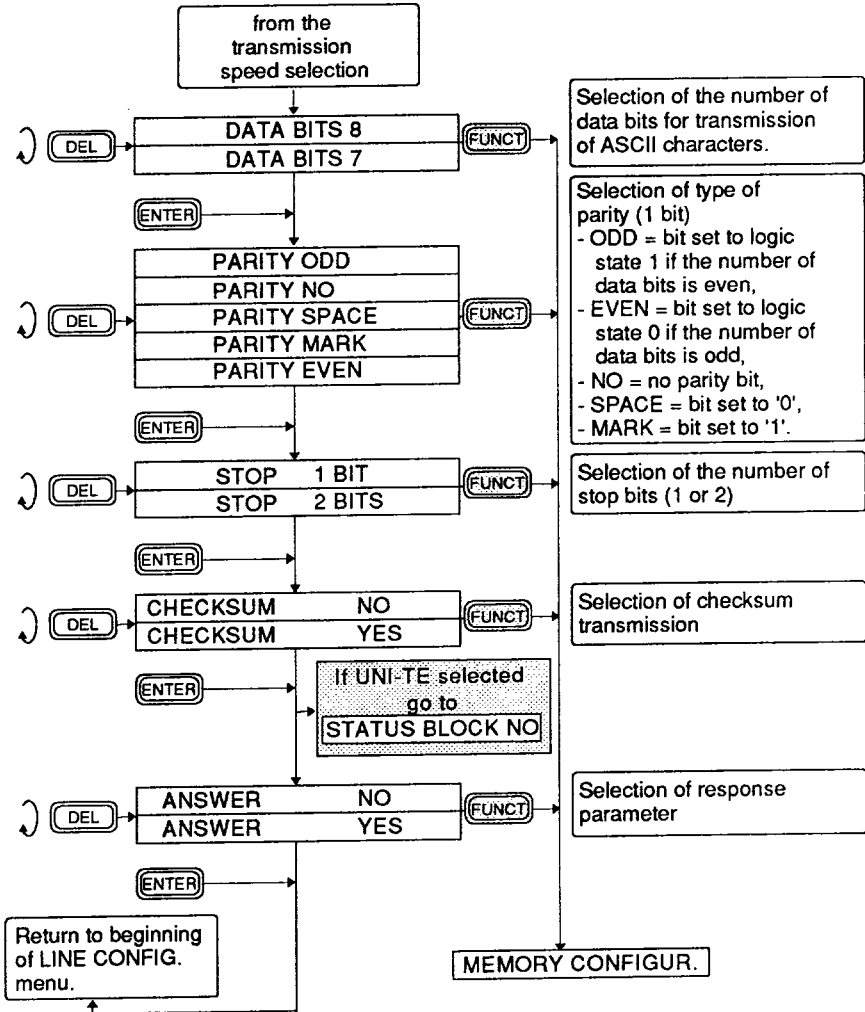 from the
transmission
speed selection
DEL
DATA BITS 8
DATA BITS 7
FUNCT
Selection of the number of
data bits for transmission
of ASCII characters.
ENTER
DEL
PARITY ODD
PARITY NO
PARITY SPACE
PARITY MARK
PARITY EVEN
FUNCT
Selection of type of
parity (1 bit)
- ODD = bit set to logic
state 1 if the number of
data bits is even,
- EVEN = bit set to logic
state 0 if the number of
data bits is odd,
- NO = no parity bit,
- SPACE = bit set to '0',
- MARK = bit set to '1'.
ENTER
DEL
STOP 1 BIT
STOP 2 BITS
FUNCT
Selection of the number of
stop bits (1 or 2)
ENTER
DEL
CHECKSUM NO
CHECKSUM YES
FUNCT
Selection of checksum
transmission
ENTER
If UNI-TE selected
go to
STATUS BLOCK NO
DEL
ANSWER NO
ANSWER YES
FUNCT
Selection of response
parameter
ENTER
Return to beginning
of LINE CONFIG.
menu.
MEMORY CONFIGUR.